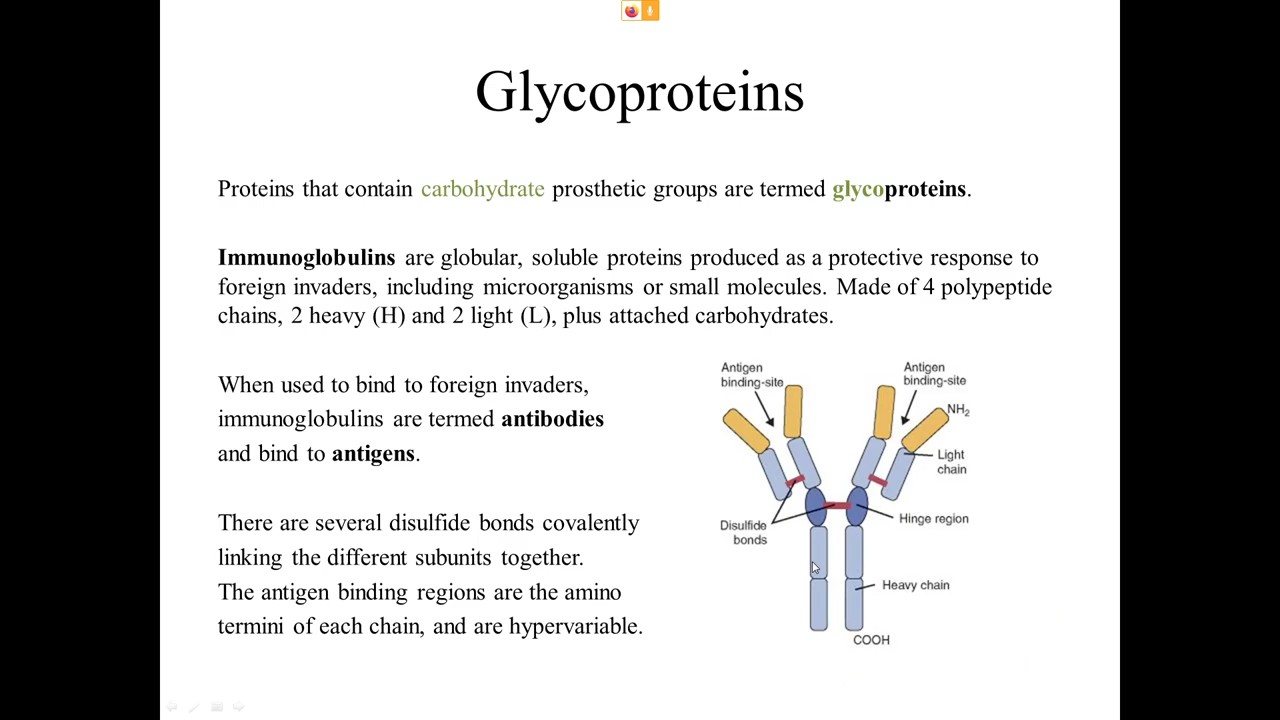 Glycoproteins
Proteins that contain carbohydrate prosthetic groups are termed glycoproteins.
Immunoglobulins are globular, soluble proteins produced as a protective response to
foreign invaders, including microorganisms or small molecules. Made of 4 polypeptide
chains, 2 heavy (H) and 2 light (L), plus attached carbohydrates.
When used to bind to foreign invaders,
immunoglobulins are termed antibodies
and bind to antigens.
There are several disulfide bonds covalently
linking the different subunits together.
The antigen binding regions are the amino
termini of each chain, and are hypervariable.
Antigen
binding-site
Antigen
binding-site
NH₂
Light
chain
Disulfide
bonds
Hinge region
Heavy chain
COOH